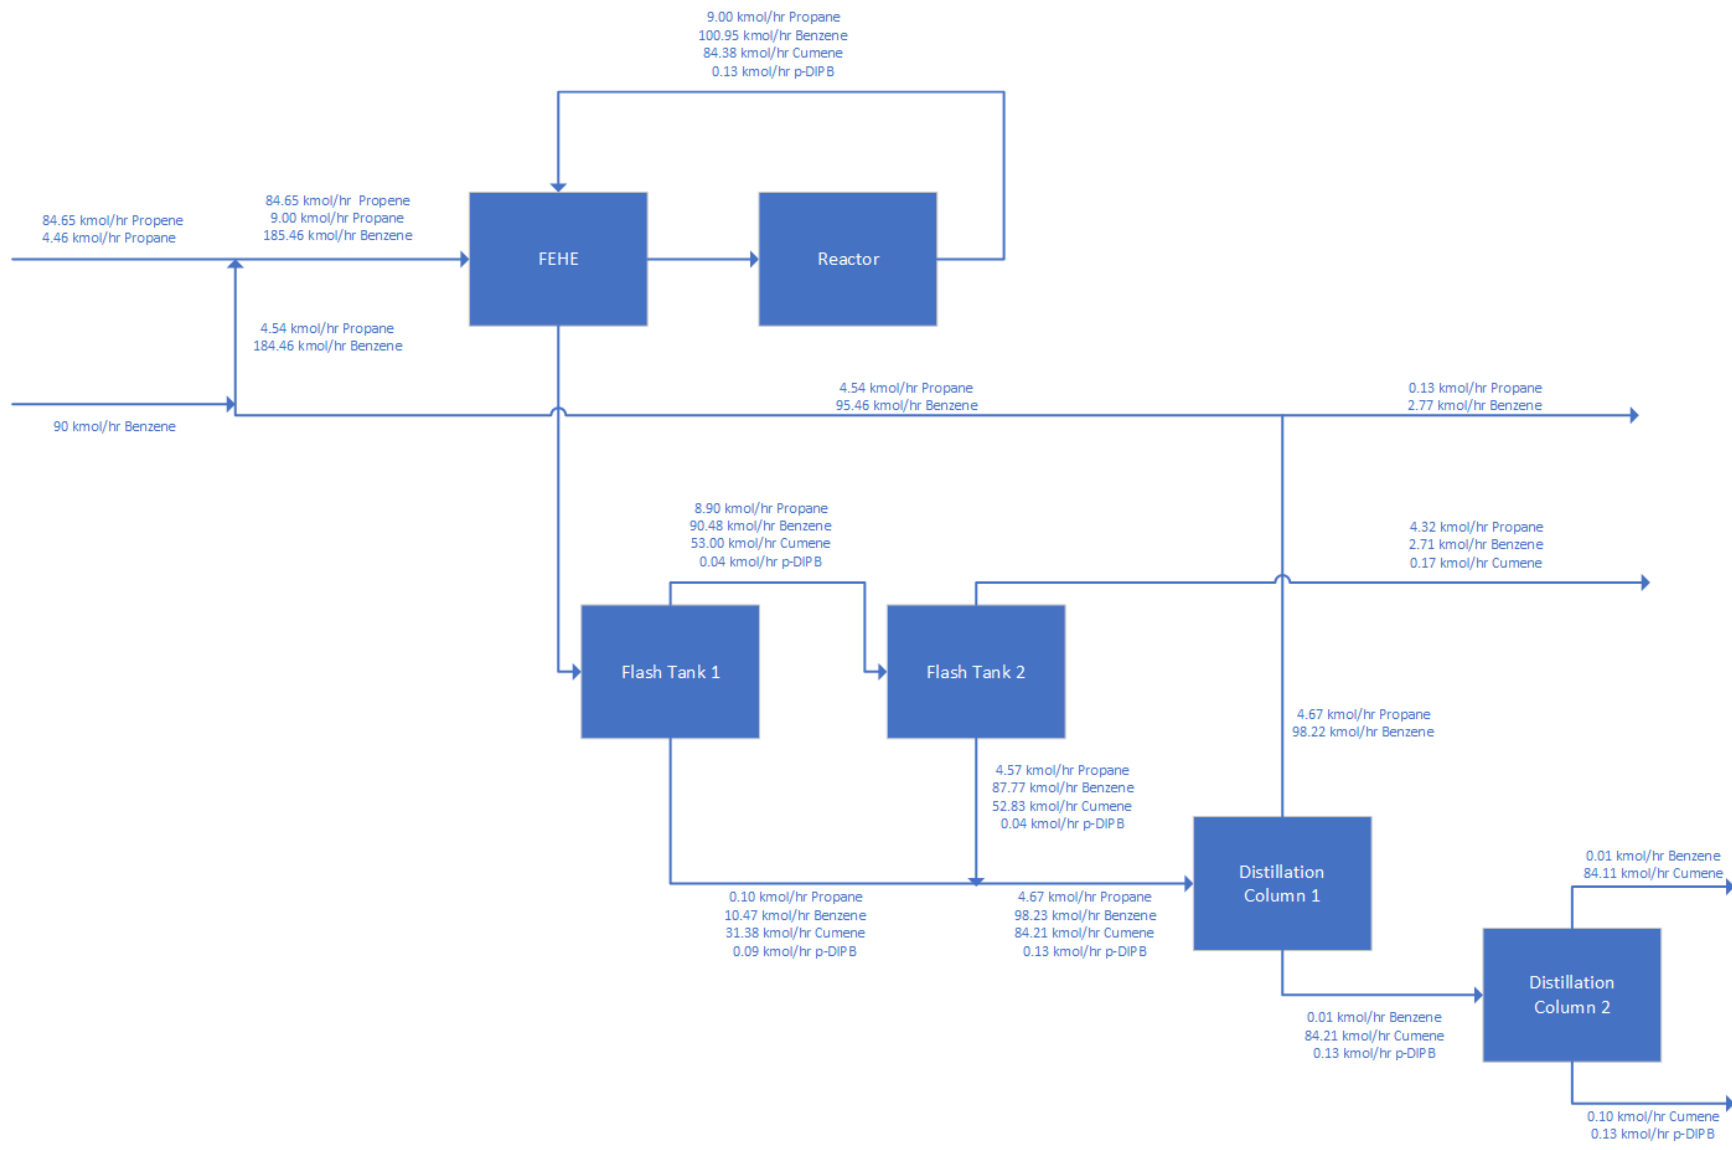 9.00 kmol/hr Propane
100.95 kmol/hr Benzene
84.38 kmol/hr Cumene
0.13 kmol/hr p-DIPB
84.65 kmol/hr Propene
4.46 kmol/hr Propane
84.65 kmol/hr Propene
9.00 kmol/hr Propane
185.46 kmol/hr Benzene
FEHE
Reactor
4.54 kmol/hr Propane
184.46 kmol/hr Benzene
90 kmol/hr Benzene
4.54 kmol/hr Propane
95.46 kmol/hr Benzene
0.13 kmol/hr Propane
2.77 kmol/hr Benzene
8.90 kmol/hr Propane
90.48 kmol/hr Benzene
53.00 kmol/hr Cumene
0.04 kmol/hr p-DIPB
4.32 kmol/hr Propane
2.71 kmol/hr Benzene
0.17 kmol/hr Cumene
Flash Tank 1
Flash Tank 2
4.67 kmol/hr Propane
98.22 kmol/hr Benzene
4.57 kmol/hr Propane
87.77 kmol/hr Benzene
52.83 kmol/hr Cumene
0.04 kmol/hr p-DIPB
0.10 kmol/hr Propane
10.47 kmol/hr Benzene
31.38 kmol/hr Cumene
0.09 kmol/hr p-DIPB
4.67 kmol/hr Propane
98.23 kmol/hr Benzene
84.21 kmol/hr Cumene
0.13 kmol/hr p-DIPB
Distillation
Column 1
0.01 kmol/hr Benzene
84.11 kmol/hr Cumene
Distillation
Column 2
0.01 kmol/hr Benzene
84.21 kmol/hr Cumene
0.13 kmol/hr p-DIPB
0.10 kmol/hr Cumene
0.13 kmol/hr p-DIPB